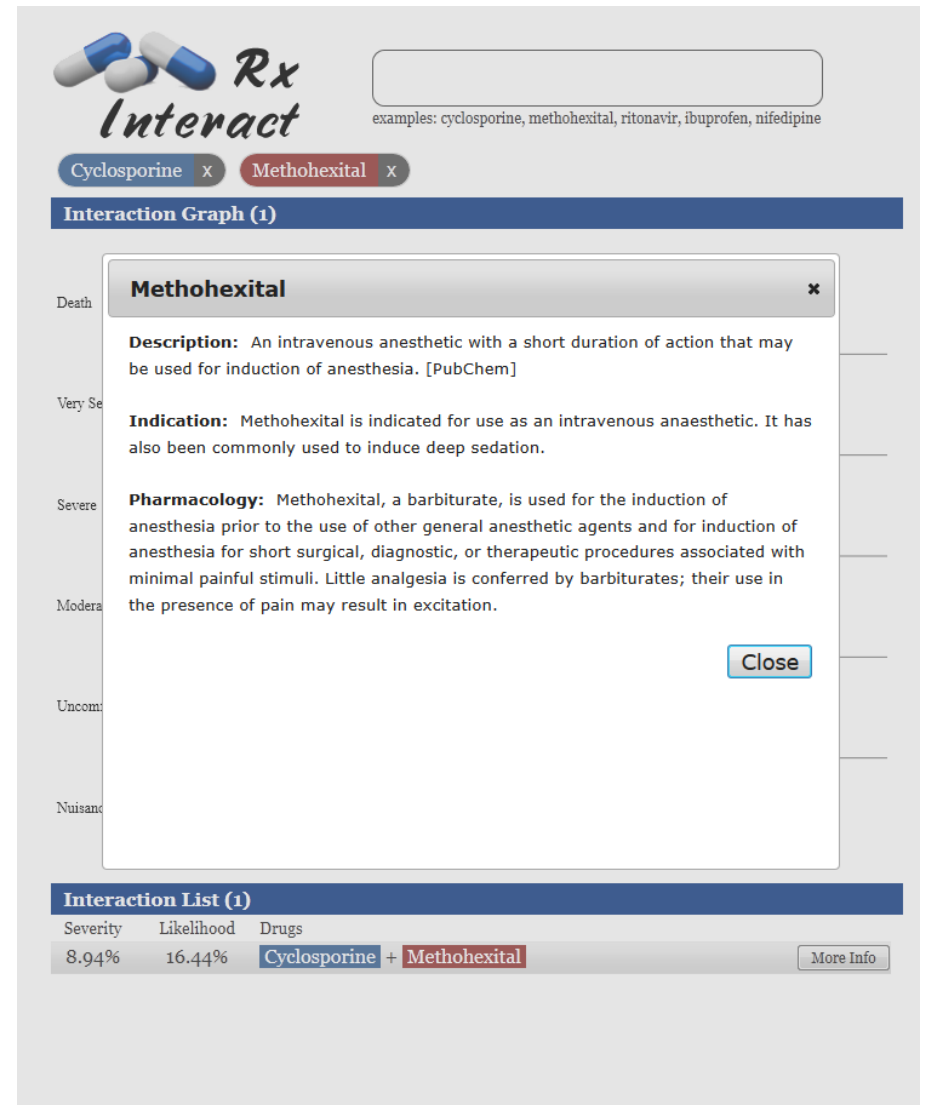 Rx
Interact
examples: cyclosporine, methohexital, ritonavir, ibuprofen, nifedipine
Cyclosporine x Methohexital x
Interaction Graph (1)
Methohexital ✖
Death
Description: An intravenous anesthetic with a short duration of action that may
be used for induction of anesthesia. [PubChem]
Very Se
Indication: Methohexital is indicated for use as an intravenous anaesthetic. It has
also been commonly used to induce deep sedation.
Severe
Pharmacology: Methohexital, a barbiturate, is used for the induction of
anesthesia prior to the use of other general anesthetic agents and for induction of
anesthesia for short surgical, diagnostic, or therapeutic procedures associated with
minimal painful stimuli. Little analgesia is conferred by barbiturates; their use in
the presence of pain may result in excitation.
Modera
Close
Uncom
Nuisan
Interaction List (1)
Severity Likelihood Drugs
8.94% 16.44% Cyclosporine + Methohexital More Info